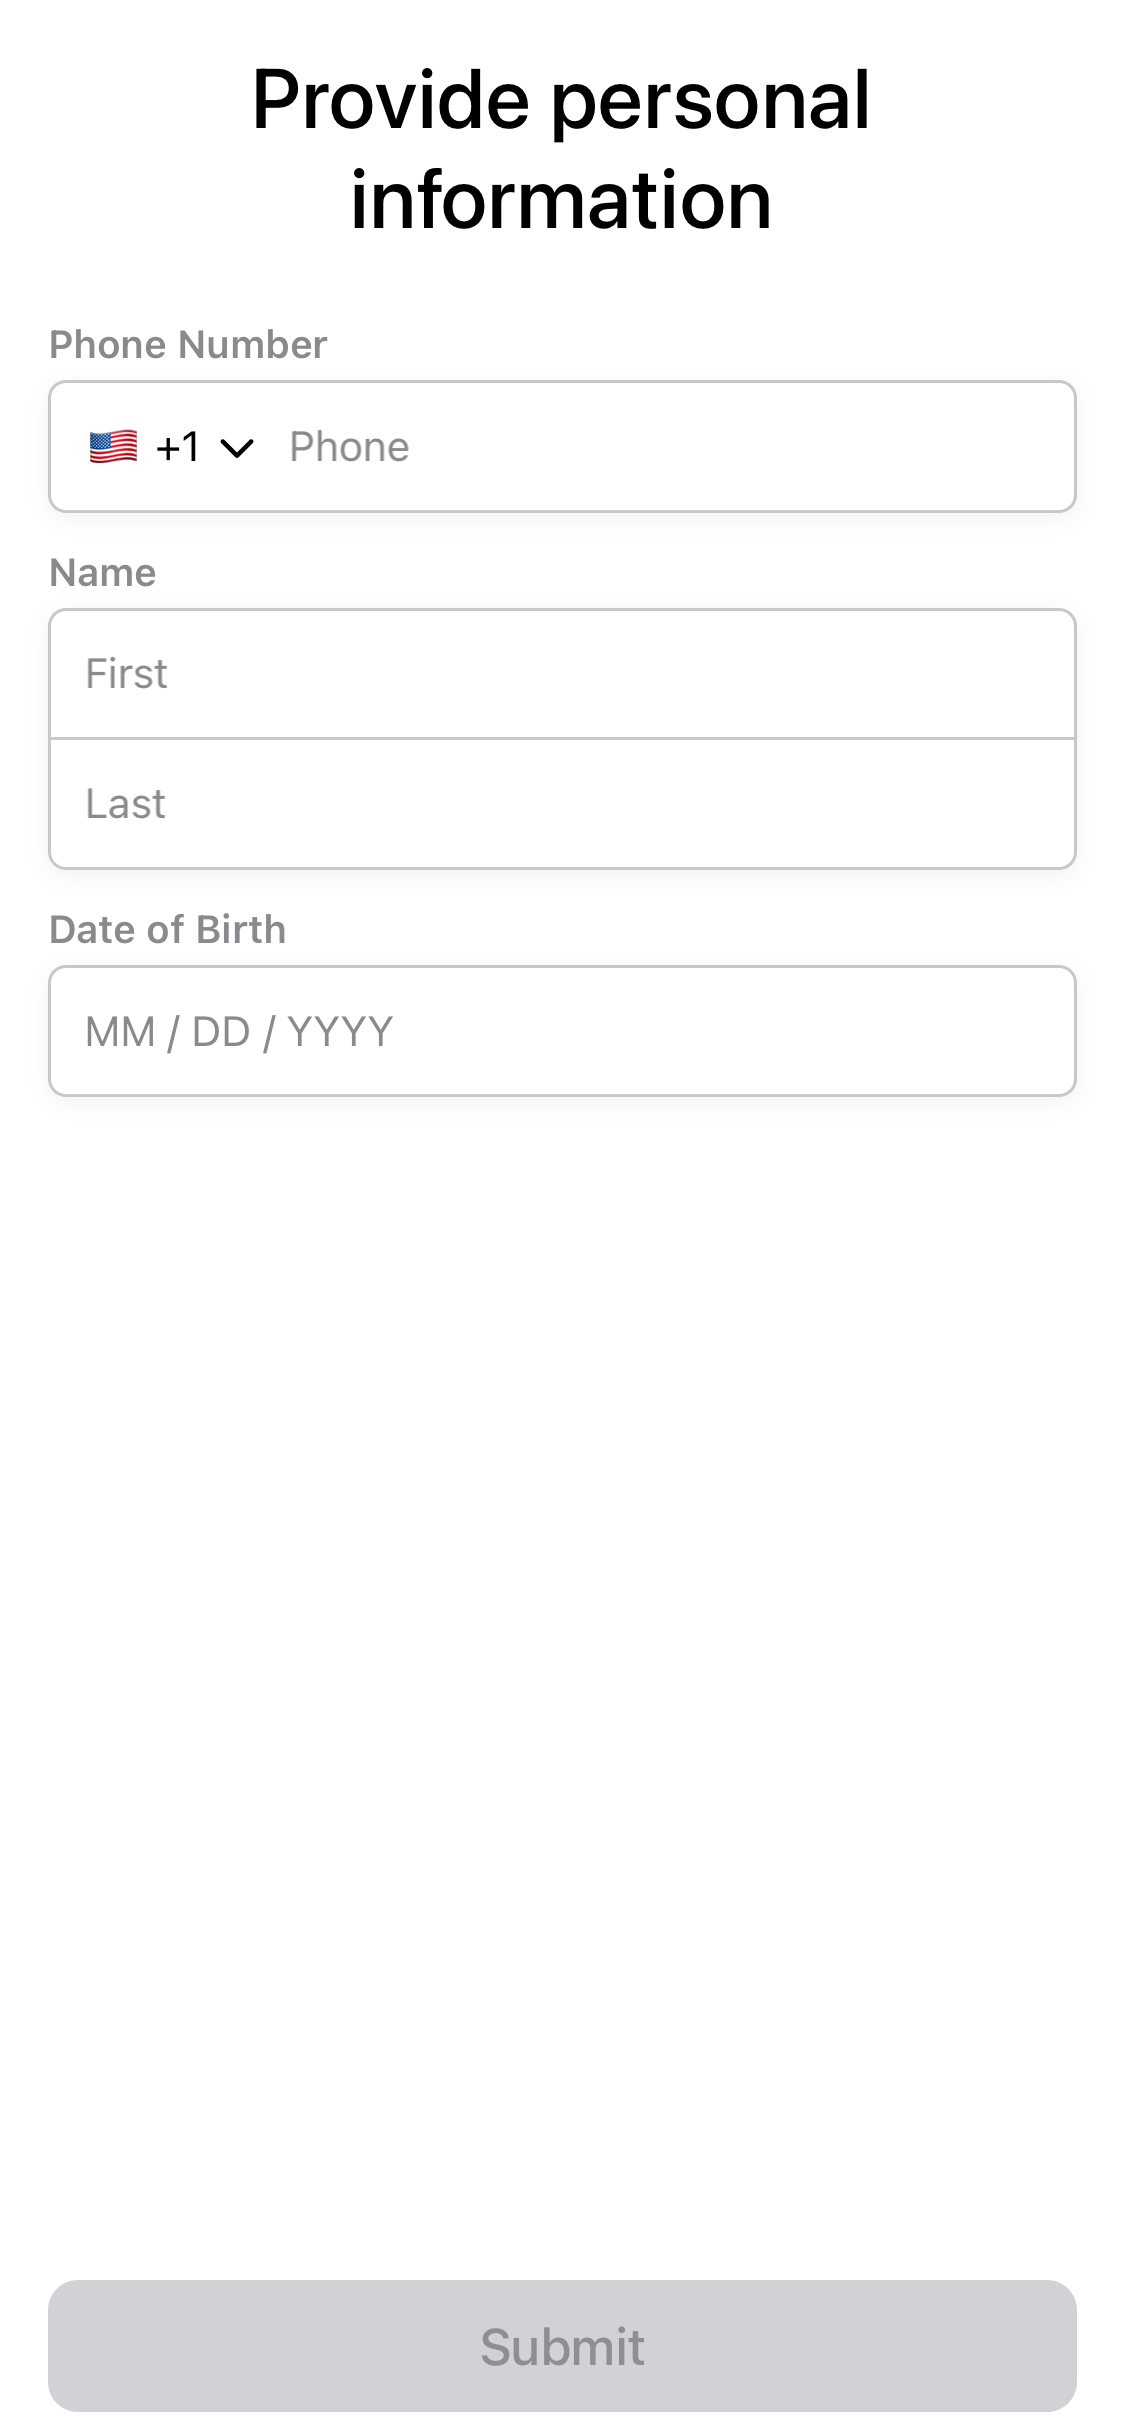 Provide personal
information
Phone Number
+1 Phone
Name
First
Last
Date of Birth
MM / DD / YYYY
Submit